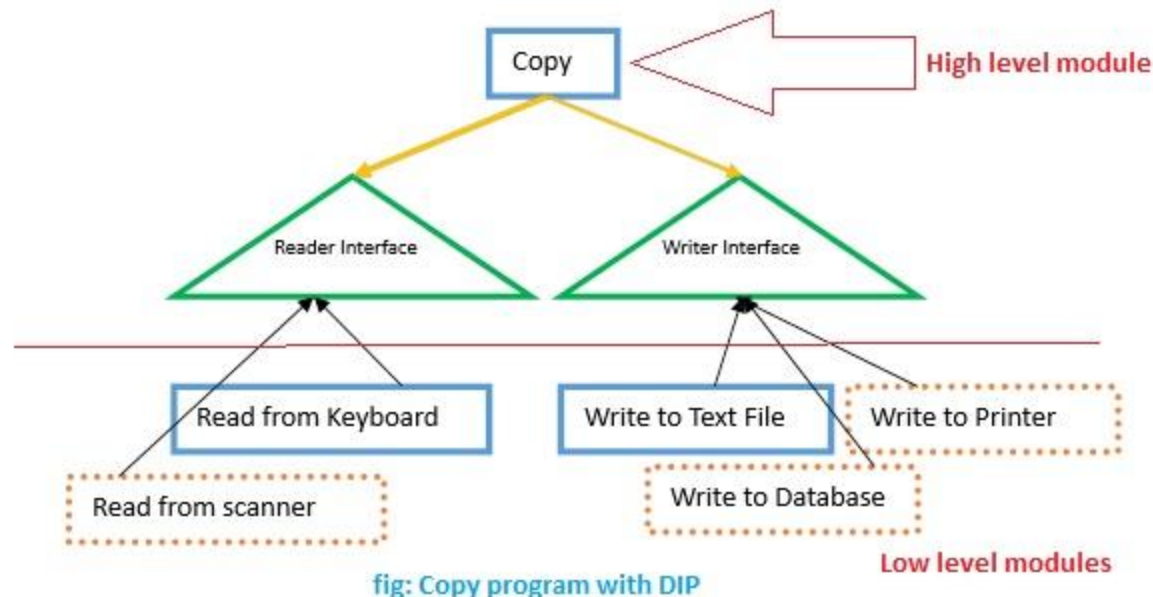 Copy
High level module
Reader Interface
Writer Interface
Read from Keyboard
Write to Text File
Write to Printer
Read from scanner
Write to Database
Low level modules
fig: Copy program with DIP